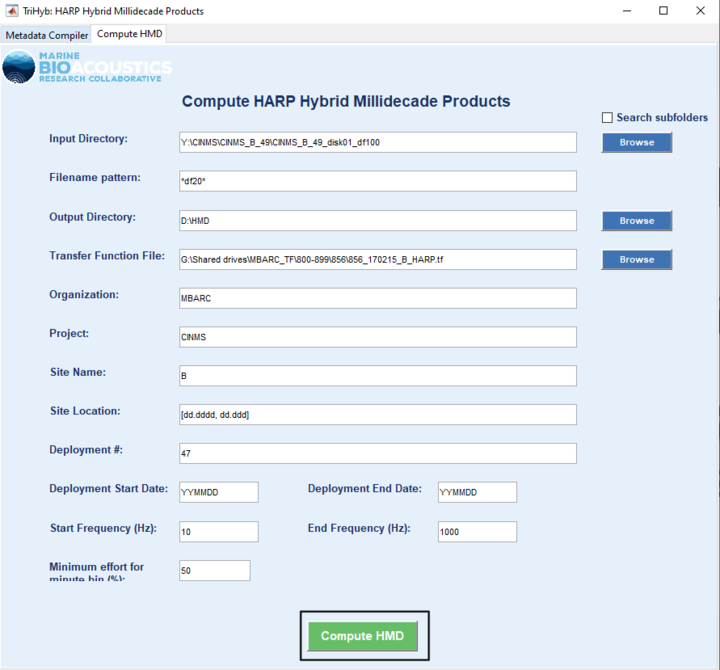 TriHyb: HARP Hybrid Millidecade Products
Metadata Compiler
Compute HMD
MARINE
BIOACOUSTICS
RESEARCH COLLABORATIVE
Compute HARP Hybrid Millidecade Products
Search subfolders
Input Directory:
Y:\CINMS\CINMS_B_49\CINMS_B_49_disk01_df100
Browse
Filename pattern:
*df20*
Output Directory:
D:\HMD
Browse
Transfer Function File:
G:\Shared drives\MBARC_TF\800-899\856\856_170215_B_HARP.tf
Browse
Organization:
MBARC
Project:
CINMS
Site Name:
B
Site Location:
[dd.dddd, dd.ddd]
Deployment #:
47
Deployment Start Date:
YYMMDD
Deployment End Date:
YYMMDD
Start Frequency (Hz):
10
End Frequency (Hz):
1000
Minimum effort for
minute bin (%):
50
Compute HMD